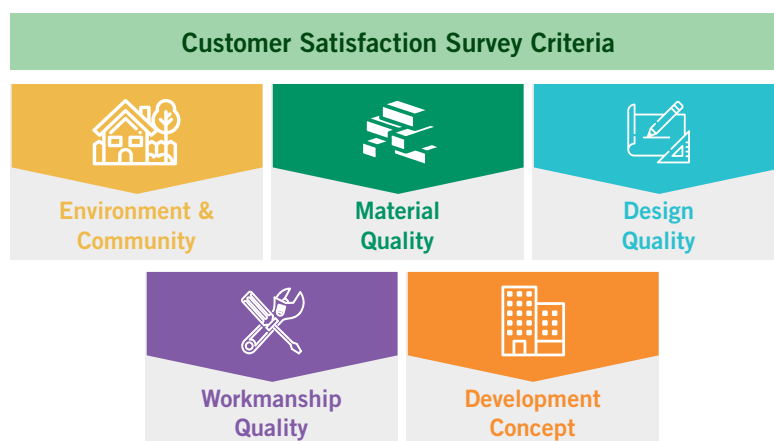 Customer Satisfaction Survey Criteria
Environment &
Community
Material
Quality
Design
Quality
Workmanship
Quality
Development
Concept